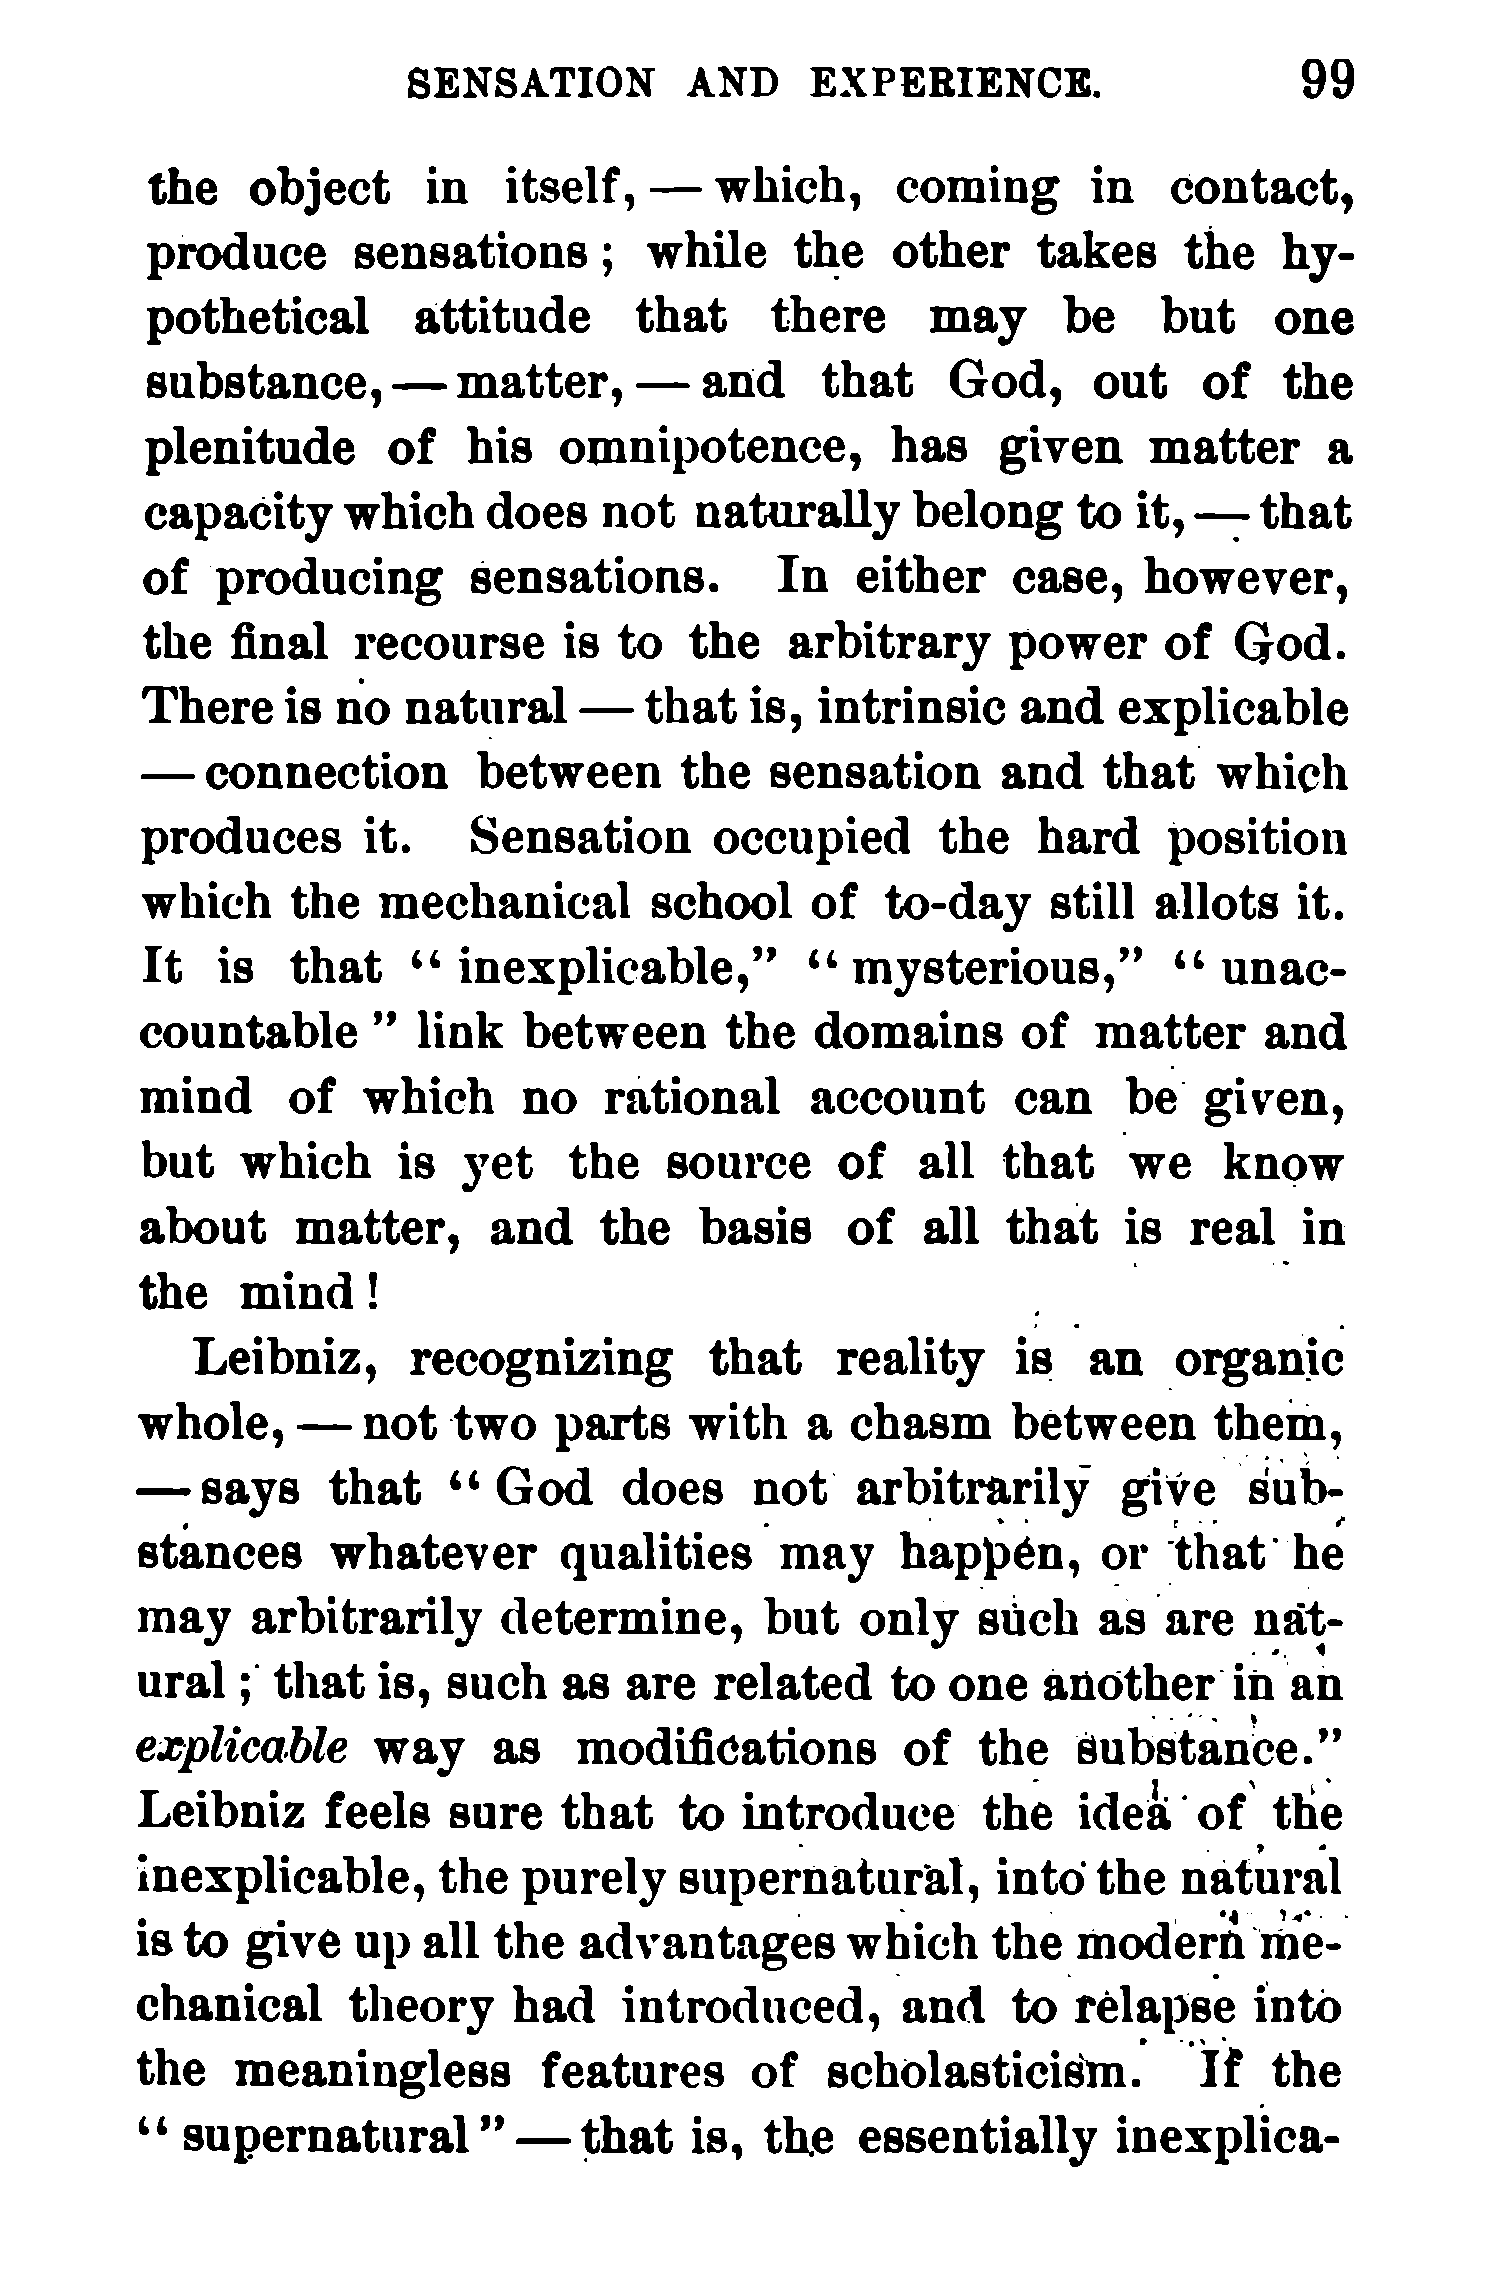 SENSATION AND EXPERIENCE. 99
the object in itself, — which, coming in contact,
produce sensations ; while the other takes the hy-
pothetical attitude that there may be but one
substance, — matter, — and that God, out of the
plenitude of his omnipotence, has given matter a
capacity which does not naturally belong to it, — that
of producing sensations. In either case, however,
the final recourse is to the arbitrary power of God.
There is no natural — that is, intrinsic and explicable
— connection between the sensation and that which
produces it. Sensation occupied the hard position
which the mechanical school of to-day still allots it.
It is that “ inexplicable,” “ mysterious,” “ unac-
countable ” link between the domains of matter and
mind of which no rational account can be given,
but which is yet the source of all that we know
about matter, and the basis of all that is real in
the mind !
Leibniz, recognizing that reality is an organic
whole, — not two parts with a chasm between them,
— says that “ God does not arbitrarily give sub-
stances whatever qualities may happen, or that he
may arbitrarily determine, but only such as are nat-
ural ; that is, such as are related to one another in an
explicable way as modifications of the substance.”
Leibniz feels sure that to introduce the idea of the
inexplicable, the purely supernatural, into the natural
is to give up all the advantages which the modern me-
chanical theory had introduced, and to relapse into
the meaningless features of scholasticism. If the
“ supernatural ” — that is, the essentially inexplica-